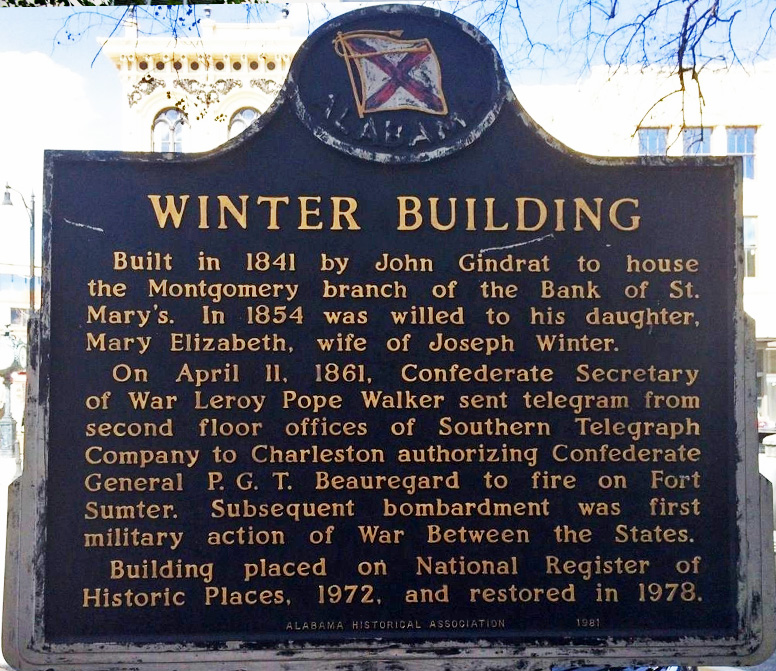 ALABAMA
WINTER BUILDING
Built in 1841 by John Gindrat to house
the Montgomery branch of the Bank of St.
Mary's. In 1854 was willed to his daughter,
Mary Elizabeth, wife of Joseph Winter.
On April 11, 1861, Confederate Secretary
of War Leroy Pope Walker sent telegram from
second floor offices of Southern Telegraph
Company to Charleston authorizing Confederate
General P. G. T. Beauregard to fire on Fort
Sumter. Subsequent bombardment was first
military action of War Between the States.
Building placed on National Register of
Historic Places, 1972, and restored in 1978.
ALABAMA HISTORICAL ASSOCIATION 1981